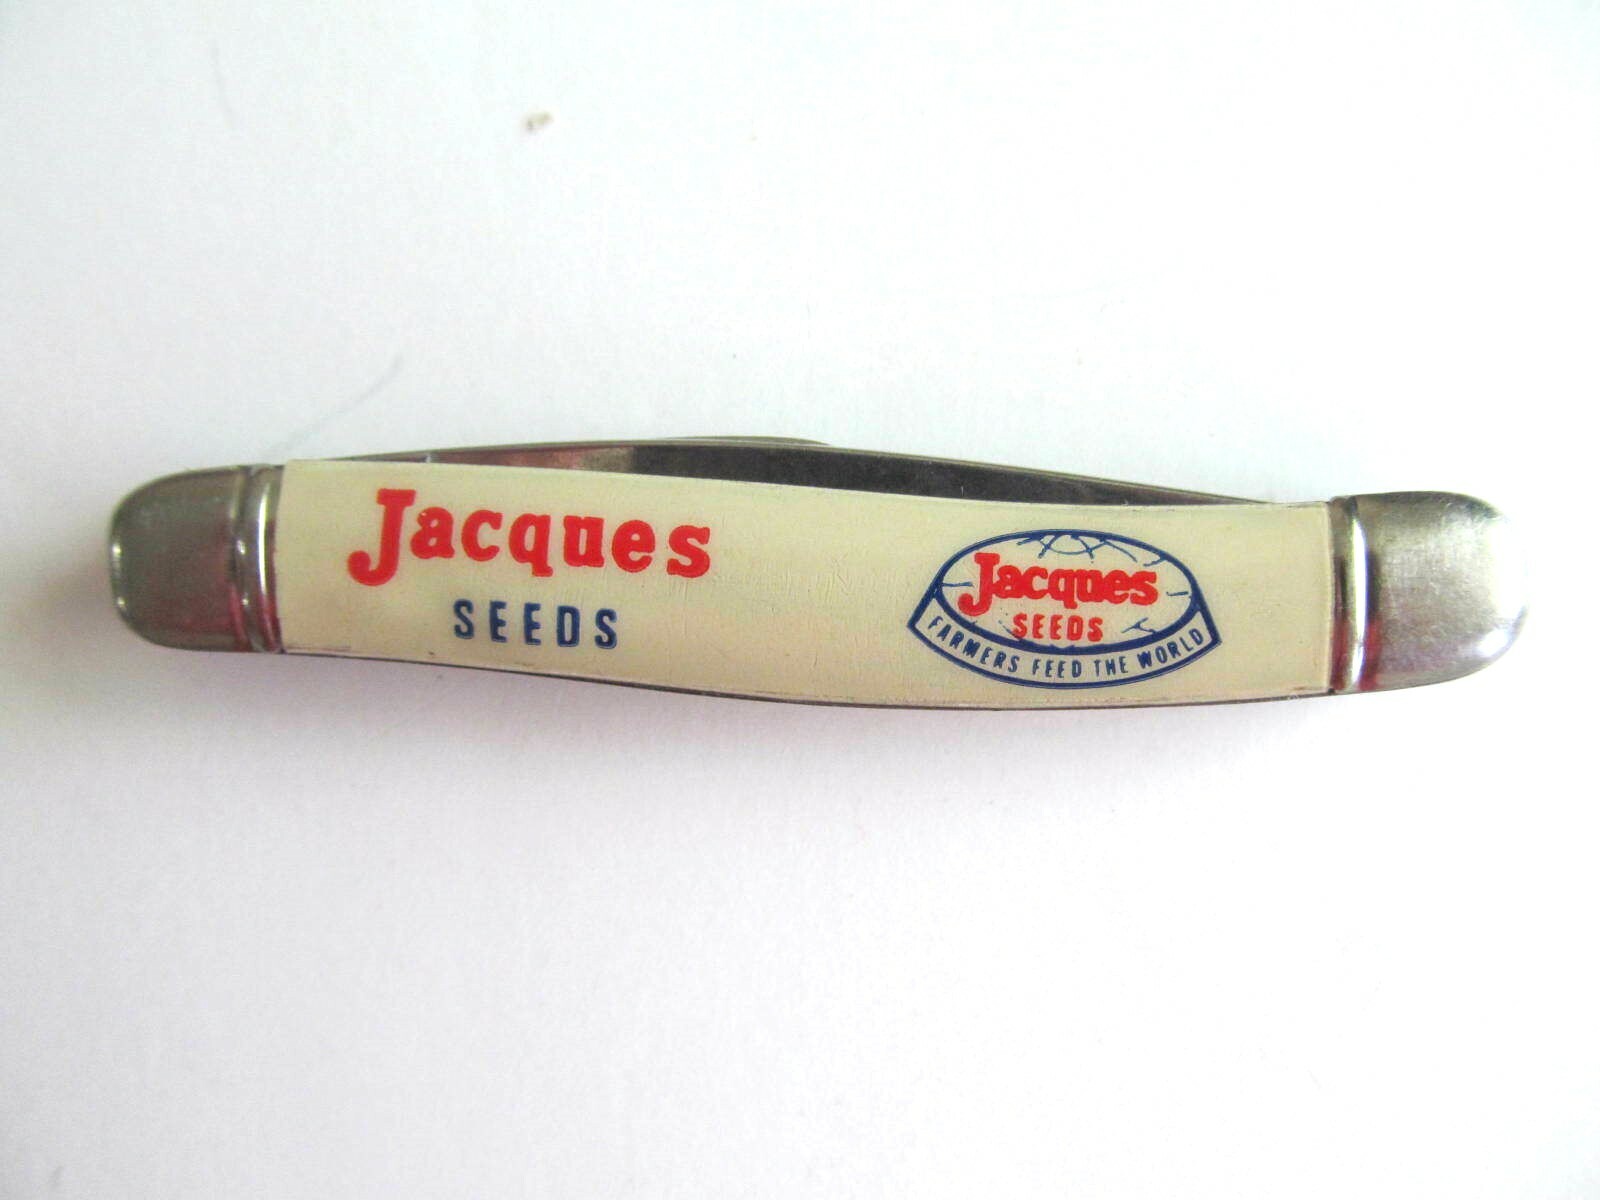 Jacques
SEEDS
Jacques
SEEDS
FARMERS FEED THE WORLD